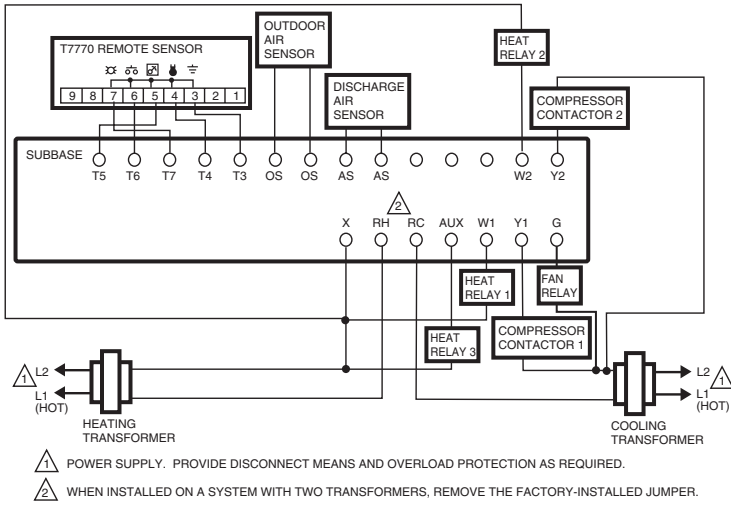 T7770 REMOTE SENSOR
9 8 7 6 5 4 3 2 1
OUTDOOR
AIR
SENSOR
DISCHARGE
AIR
SENSOR
HEAT
RELAY 2
COMPRESSOR
CONTACTOR 2
SUBBASE
T5 T6 T7 T4 T3 OS OS AS AS W2 Y2
2
X RH RC AUX W1 Y1 G
HEAT
RELAY 1
FAN
RELAY
HEAT
RELAY 3
COMPRESSOR
CONTACTOR 1
1 L2
L1
(HOT)
HEATING
TRANSFORMER
L2 1
L1
(HOT)
COOLING
TRANSFORMER
1 POWER SUPPLY. PROVIDE DISCONNECT MEANS AND OVERLOAD PROTECTION AS REQUIRED.
2 WHEN INSTALLED ON A SYSTEM WITH TWO TRANSFORMERS, REMOVE THE FACTORY-INSTALLED JUMPER.